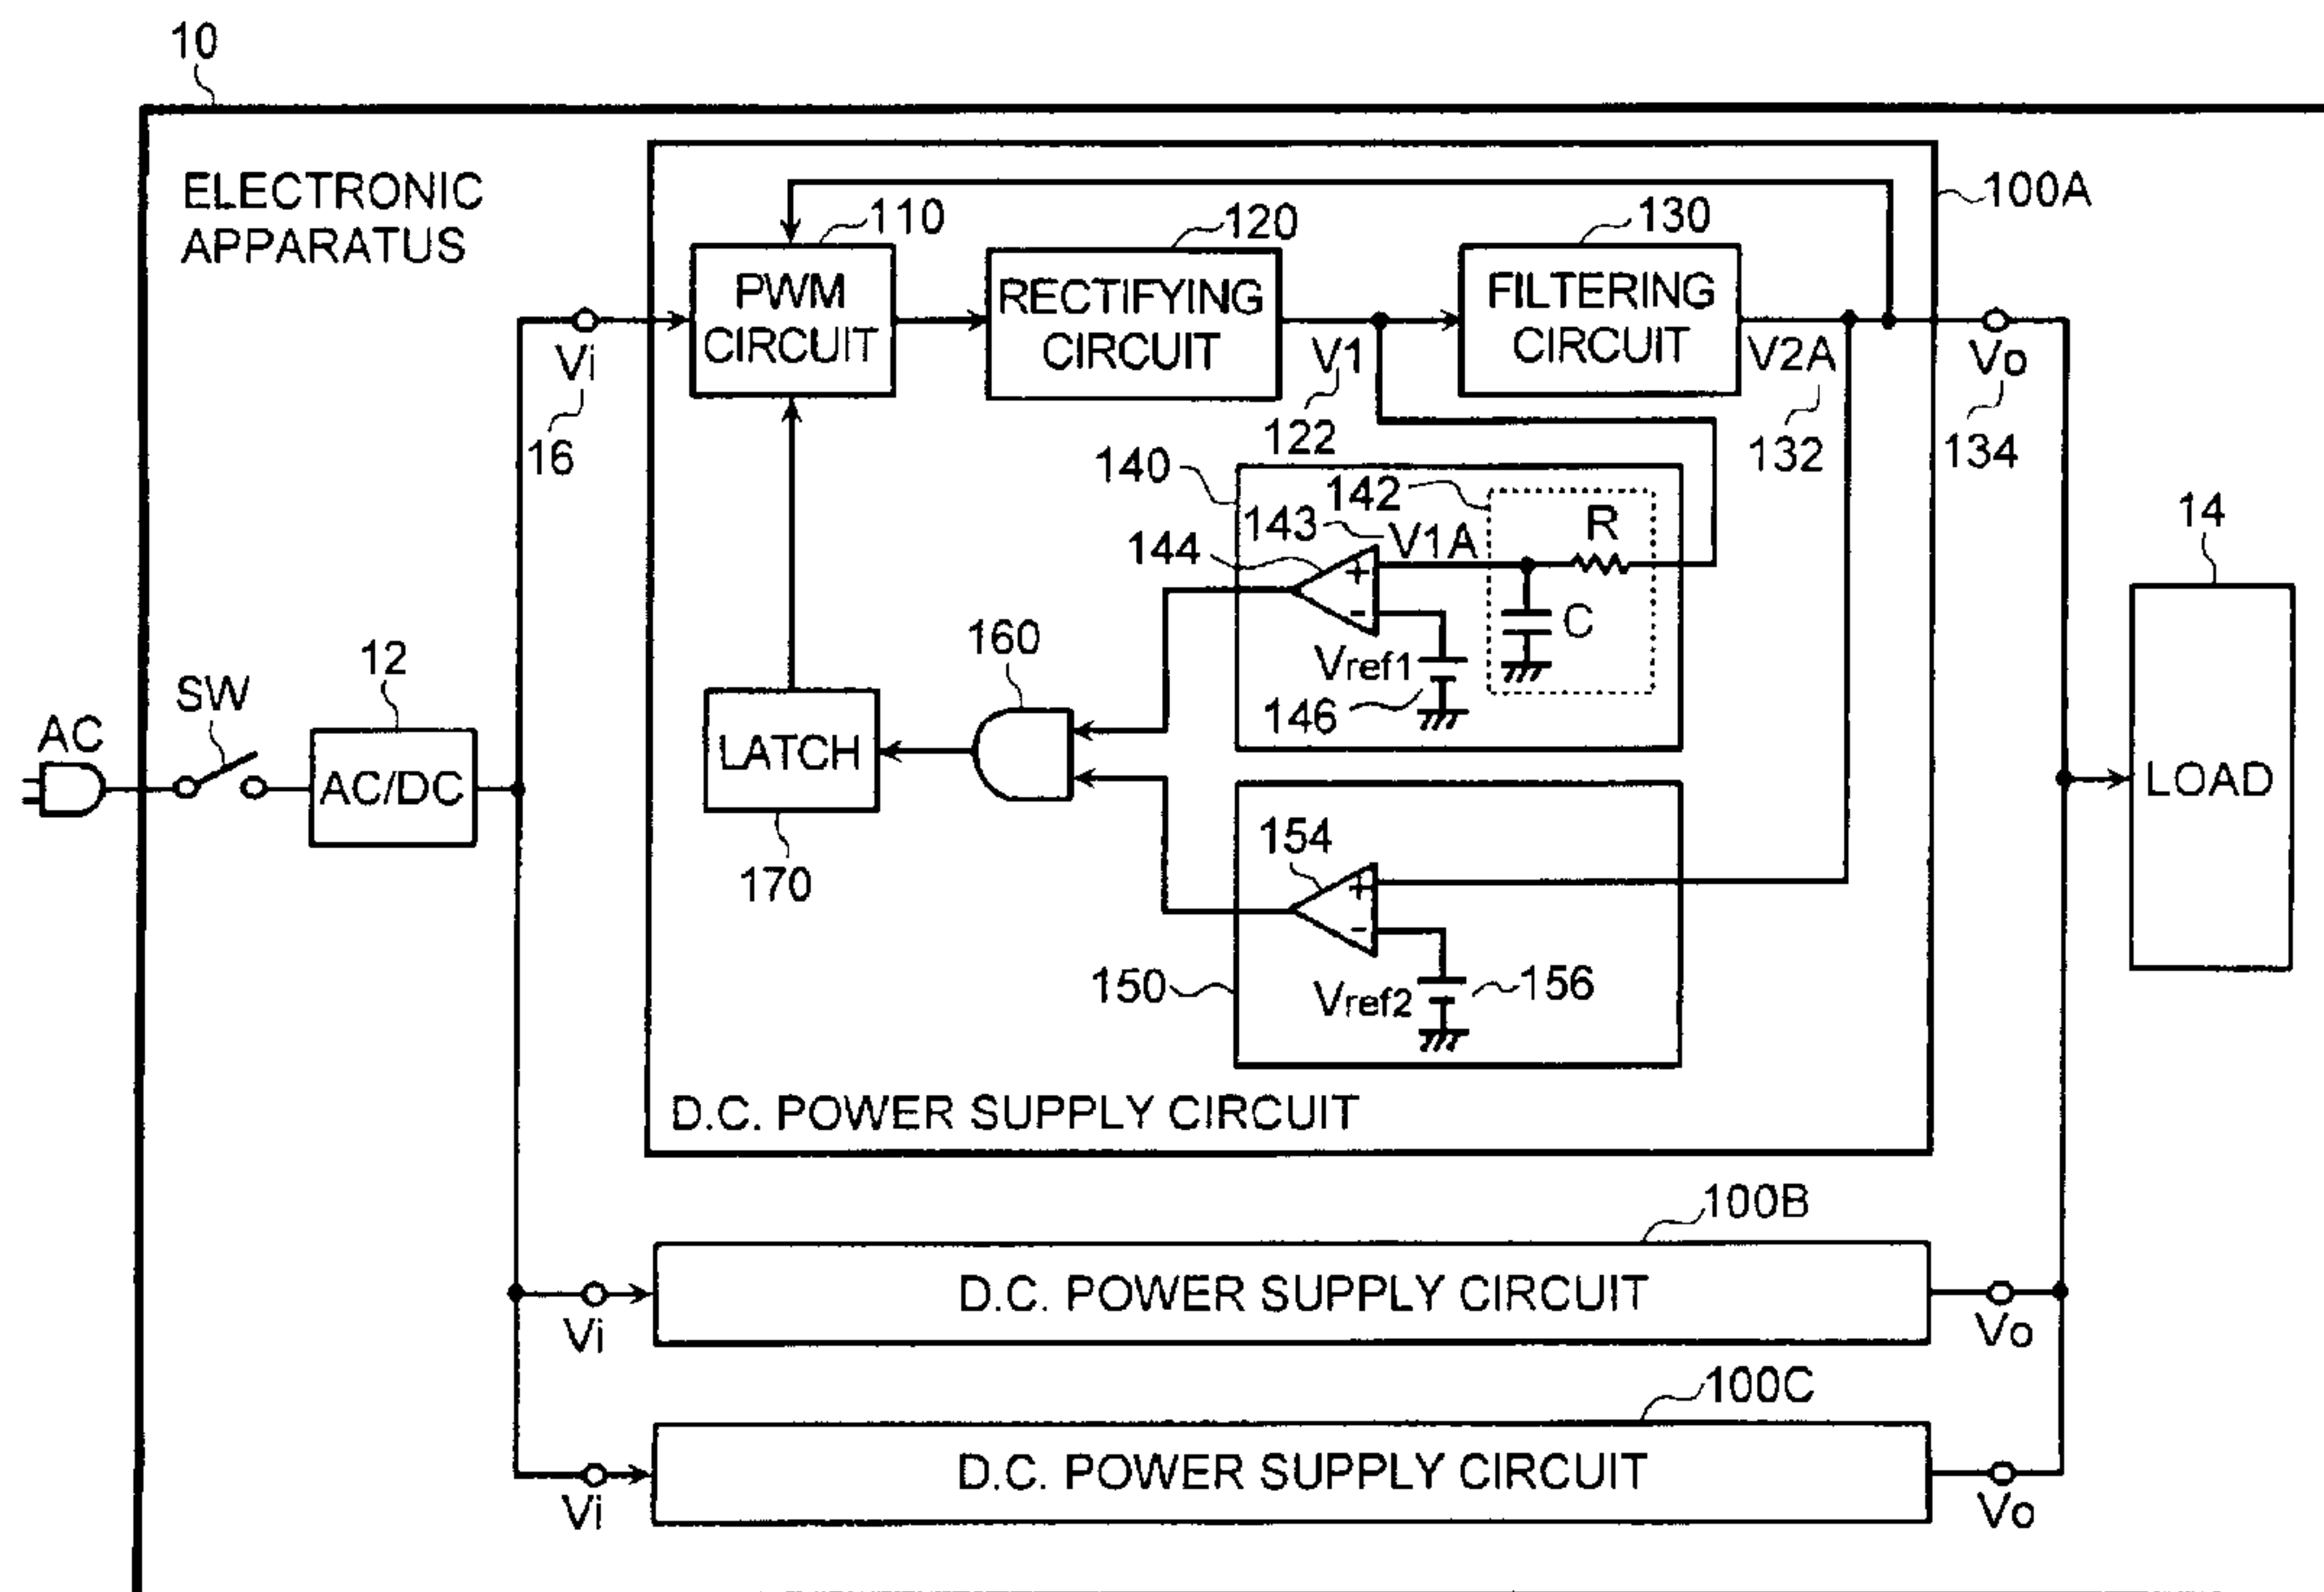 10
ELECTRONIC
APPARATUS
100A
110
120
130
PWM
CIRCUIT
RECTIFYING
CIRCUIT
FILTERING
CIRCUIT
Vi
16
V1
122
V2A
132
Vo
134
140
142
143
V1A
R
144
C
Vref1
146
14
LOAD
160
12
SW
AC
AC/DC
LATCH
170
154
+
-
+
-
150
Vref2
156
D.C. POWER SUPPLY CIRCUIT
100B
D.C. POWER SUPPLY CIRCUIT
Vi
Vo
100C
D.C. POWER SUPPLY CIRCUIT
Vi
Vo